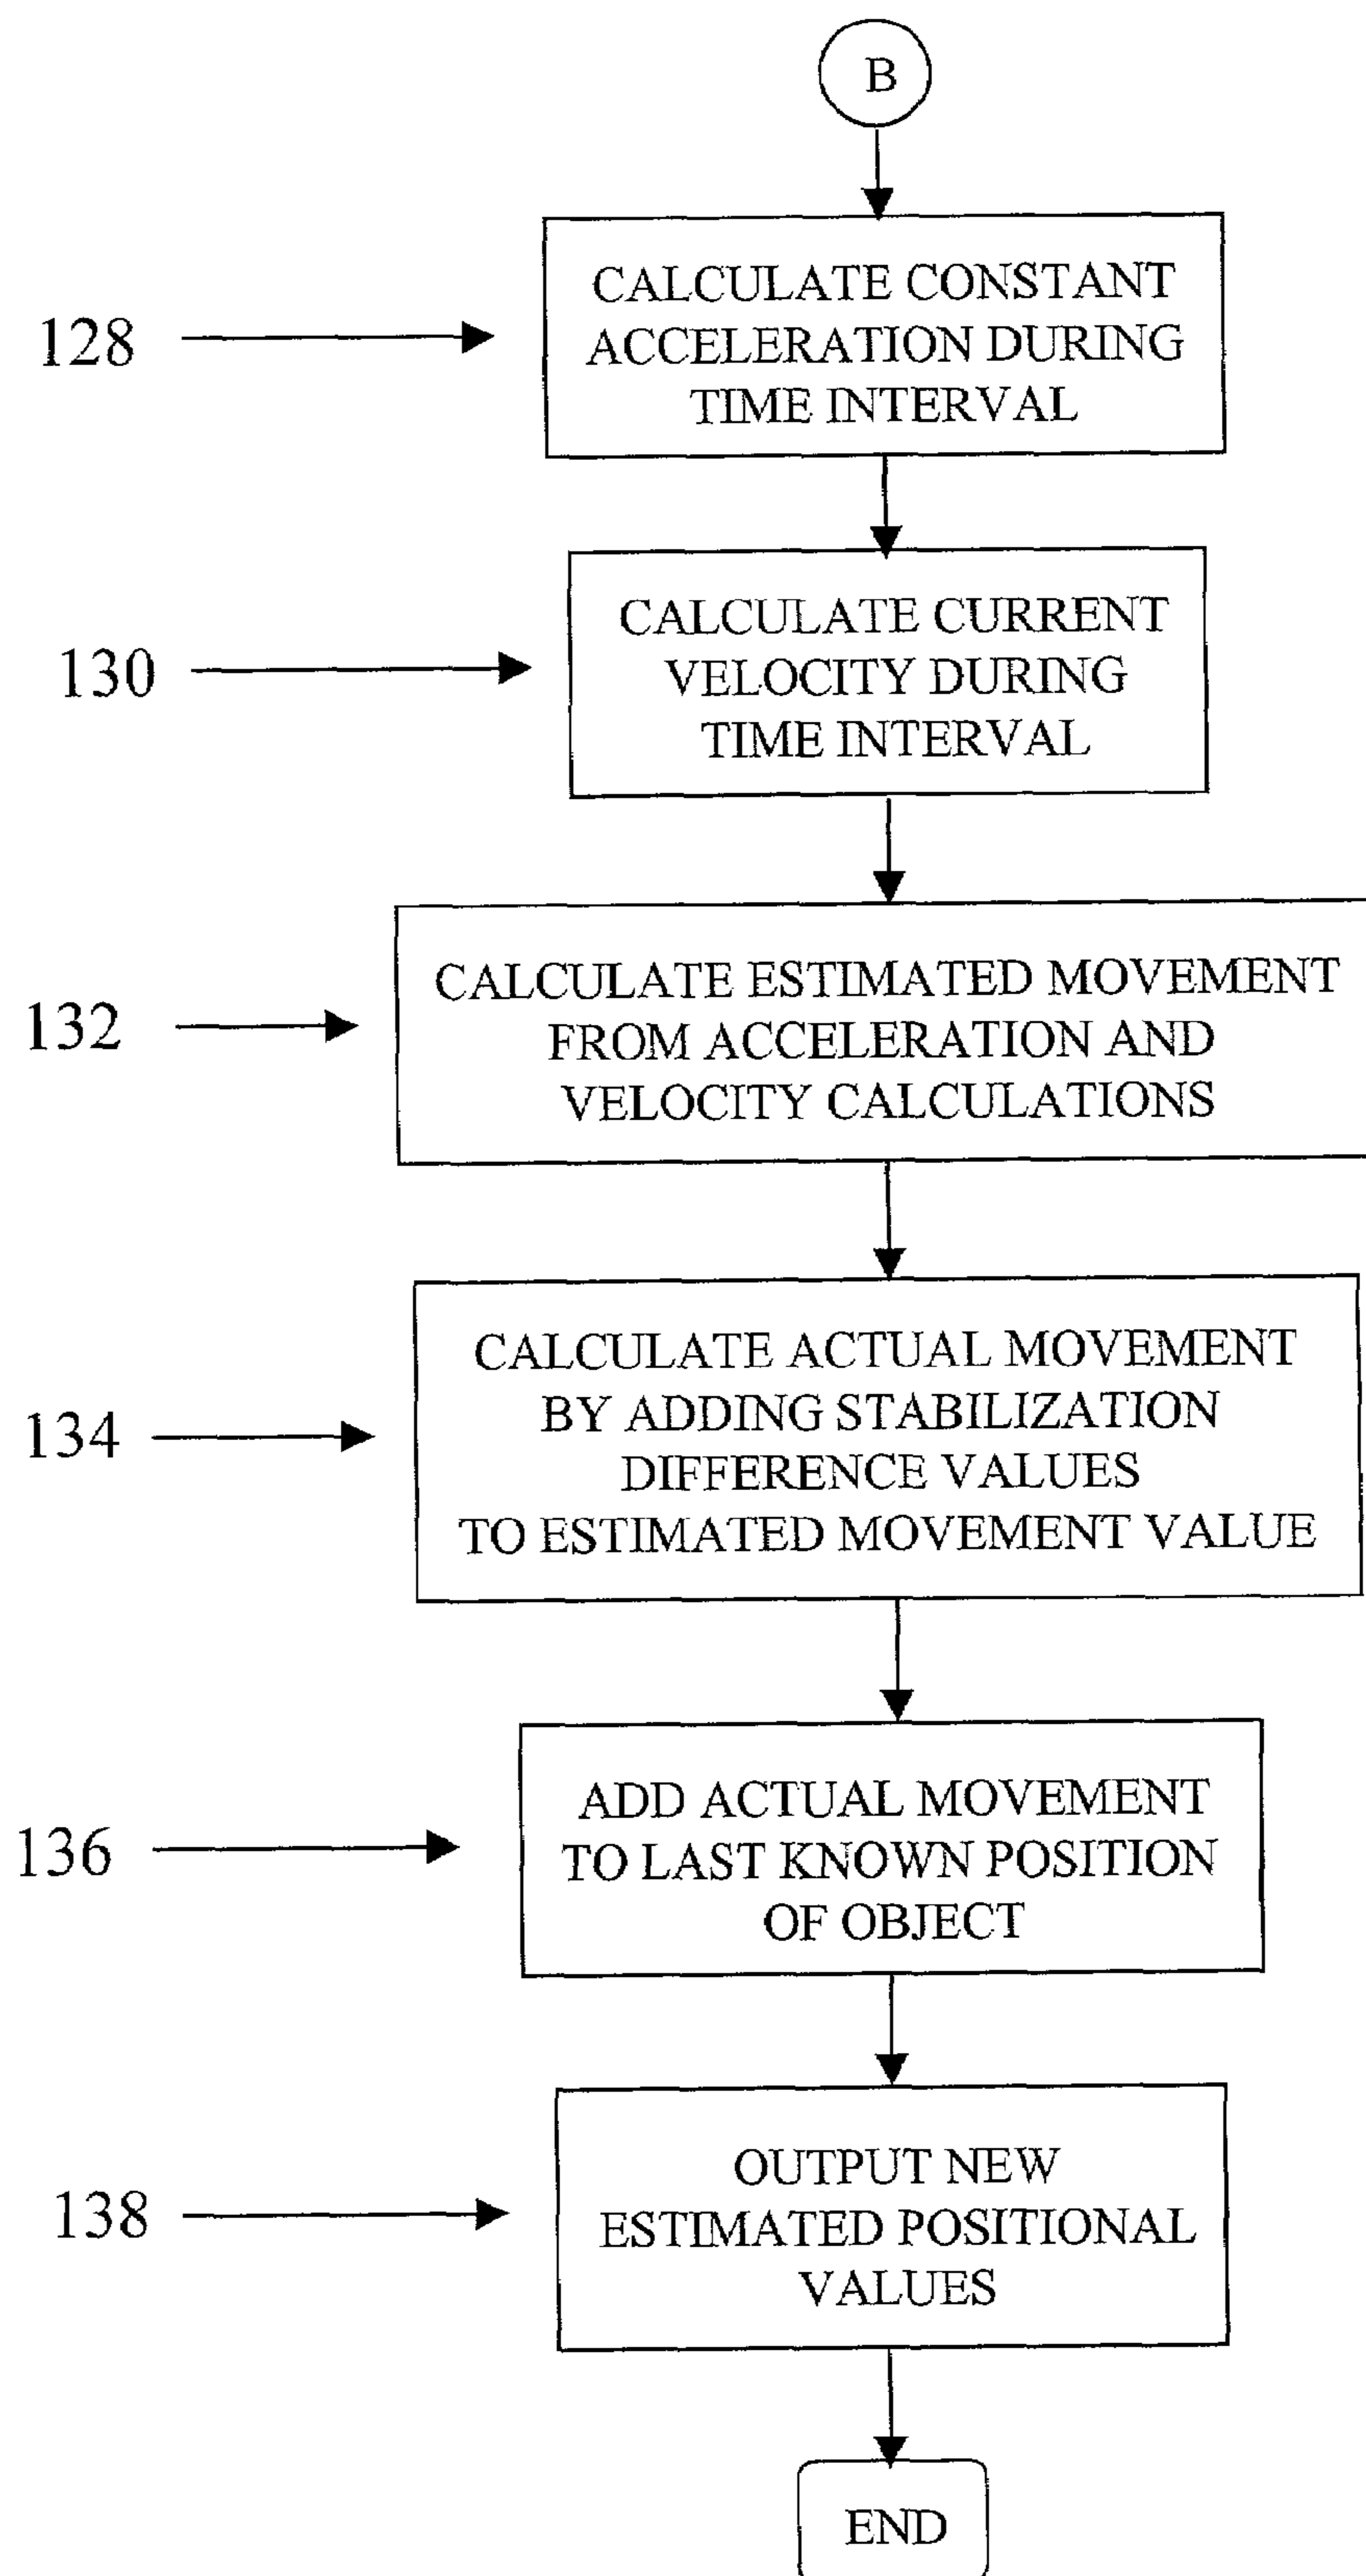 B
128
CALCULATE CONSTANT
ACCELERATION DURING
TIME INTERVAL
130
CALCULATE CURRENT
VELOCITY DURING
TIME INTERVAL
132
CALCULATE ESTIMATED MOVEMENT
FROM ACCELERATION AND
VELOCITY CALCULATIONS
134
CALCULATE ACTUAL MOVEMENT
BY ADDING STABILIZATION
DIFFERENCE VALUES
TO ESTIMATED MOVEMENT VALUE
136
ADD ACTUAL MOVEMENT
TO LAST KNOWN POSITION
OF OBJECT
138
OUTPUT NEW
ESTIMATED POSITIONAL
VALUES
END